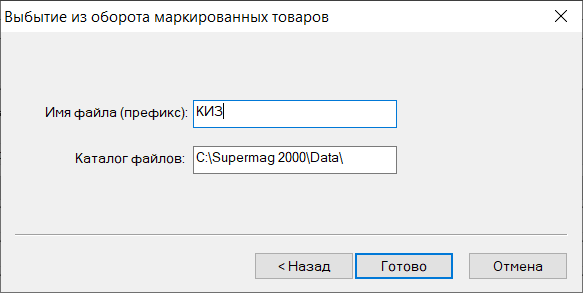 Выбытие из оборота маркированных товаров
Имя файла (префикс): КИЗ
Каталог файлов: C:\Supermag 2000\Data\
< Назад Готово Отмена